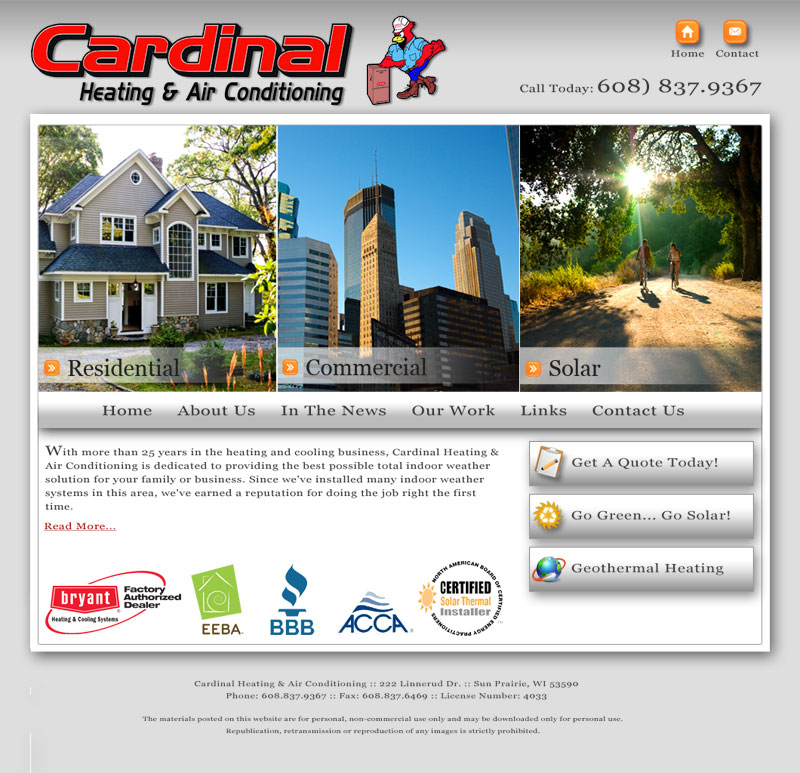 Cardinal
Heating & Air Conditioning
Home Contact
Call Today: 608) 837.9367
Residential
Commercial
Solar
Home About Us In The News Our Work Links Contact Us
With more than 25 years in the heating and cooling business, Cardinal Heating &
Air Conditioning is dedicated to providing the best possible total indoor weather
solution for your family or business. Since we've installed many indoor weather
systems in this area, we've earned a reputation for doing the job right the first
time.
Read More...
Get A Quote Today!
Go Green... Go Solar!
Geothermal Heating
bryant
Heating & Cooling Systems
Factory
Authorized
Dealer
EEBA
BBB
ACCA
NORTH AMERICAN BOARD OF CERTIFIED ENERGY PRACTITIONERS
CERTIFIED
Solar Thermal
Installer
Cardinal Heating & Air Conditioning :: 222 Linnerud Dr. :: Sun Prairie, WI 53590
Phone: 608.837.9367 :: Fax: 608.837.6469 :: License Number: 4033
The materials posted on this website are for personal, non-commercial use only and may be downloaded only for personal use.
Republication, retransmission or reproduction of any images is strictly prohibited.